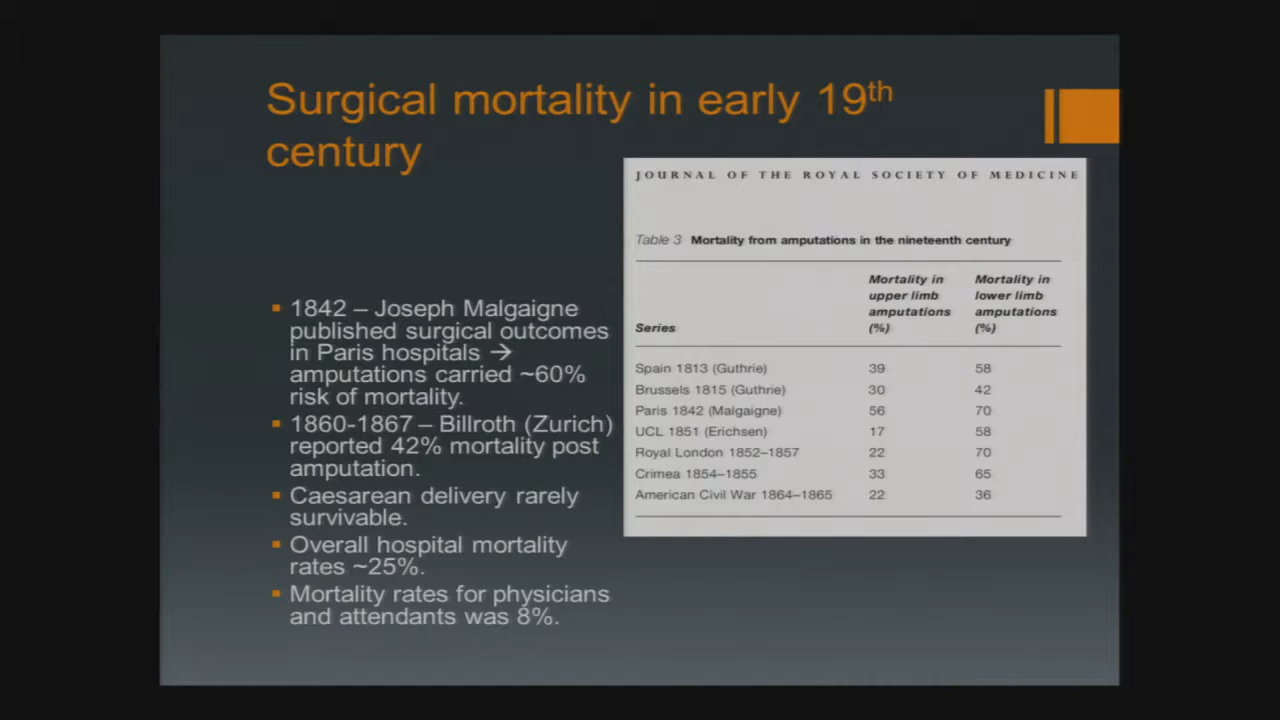 Surgical mortality in early 19th
century
1842 – Joseph Malgaigne
published surgical outcomes
in Paris hospitals →
amputations carried ~60%
risk of mortality.
1860-1867 – Billroth (Zurich)
reported 42% mortality post
amputation.
Caesarean delivery rarely
survivable.
Overall hospital mortality
rates ~25%.
Mortality rates for physicians
and attendants was 8%.
JOURNAL OF THE ROYAL SOCIETY OF MEDICINE
Table 3 Mortality from amputations in the nineteenth century
Mortality in Mortality in
upper limb lower limb
amputations amputations
Series (%) (%)
Spain 1813 (Guthrie) 39 58
Brussels 1815 (Guthrie) 30 42
Paris 1842 (Malgaigne) 56 70
UCL 1851 (Erichsen) 17 58
Royal London 1852–1857 22 70
Crimea 1854–1855 33 65
American Civil War 1864–1865 22 36